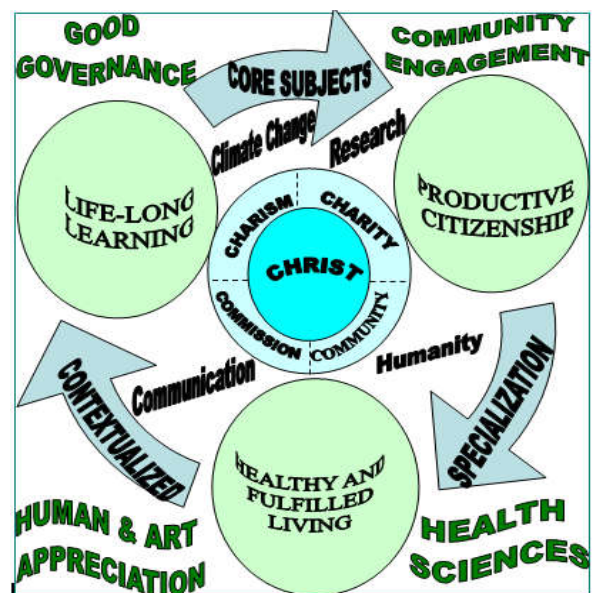 GOOD
GOVERNANCE
CORE SUBJECTS
COMMUNITY
ENGAGEMENT
Climate Change
Research
LIFE-LONG
LEARNING
PRODUCTIVE
CITIZENSHIP
CHARISM
CHARITY
CHRIST
COMMISSION
COMMUNITY
Communication
Humanity
CONTEXTUALIZED
SPECIALIZATION
HEALTHY AND
FULFILLED
LIVING
HUMAN & ART
APPRECIATION
HEALTH
SCIENCES